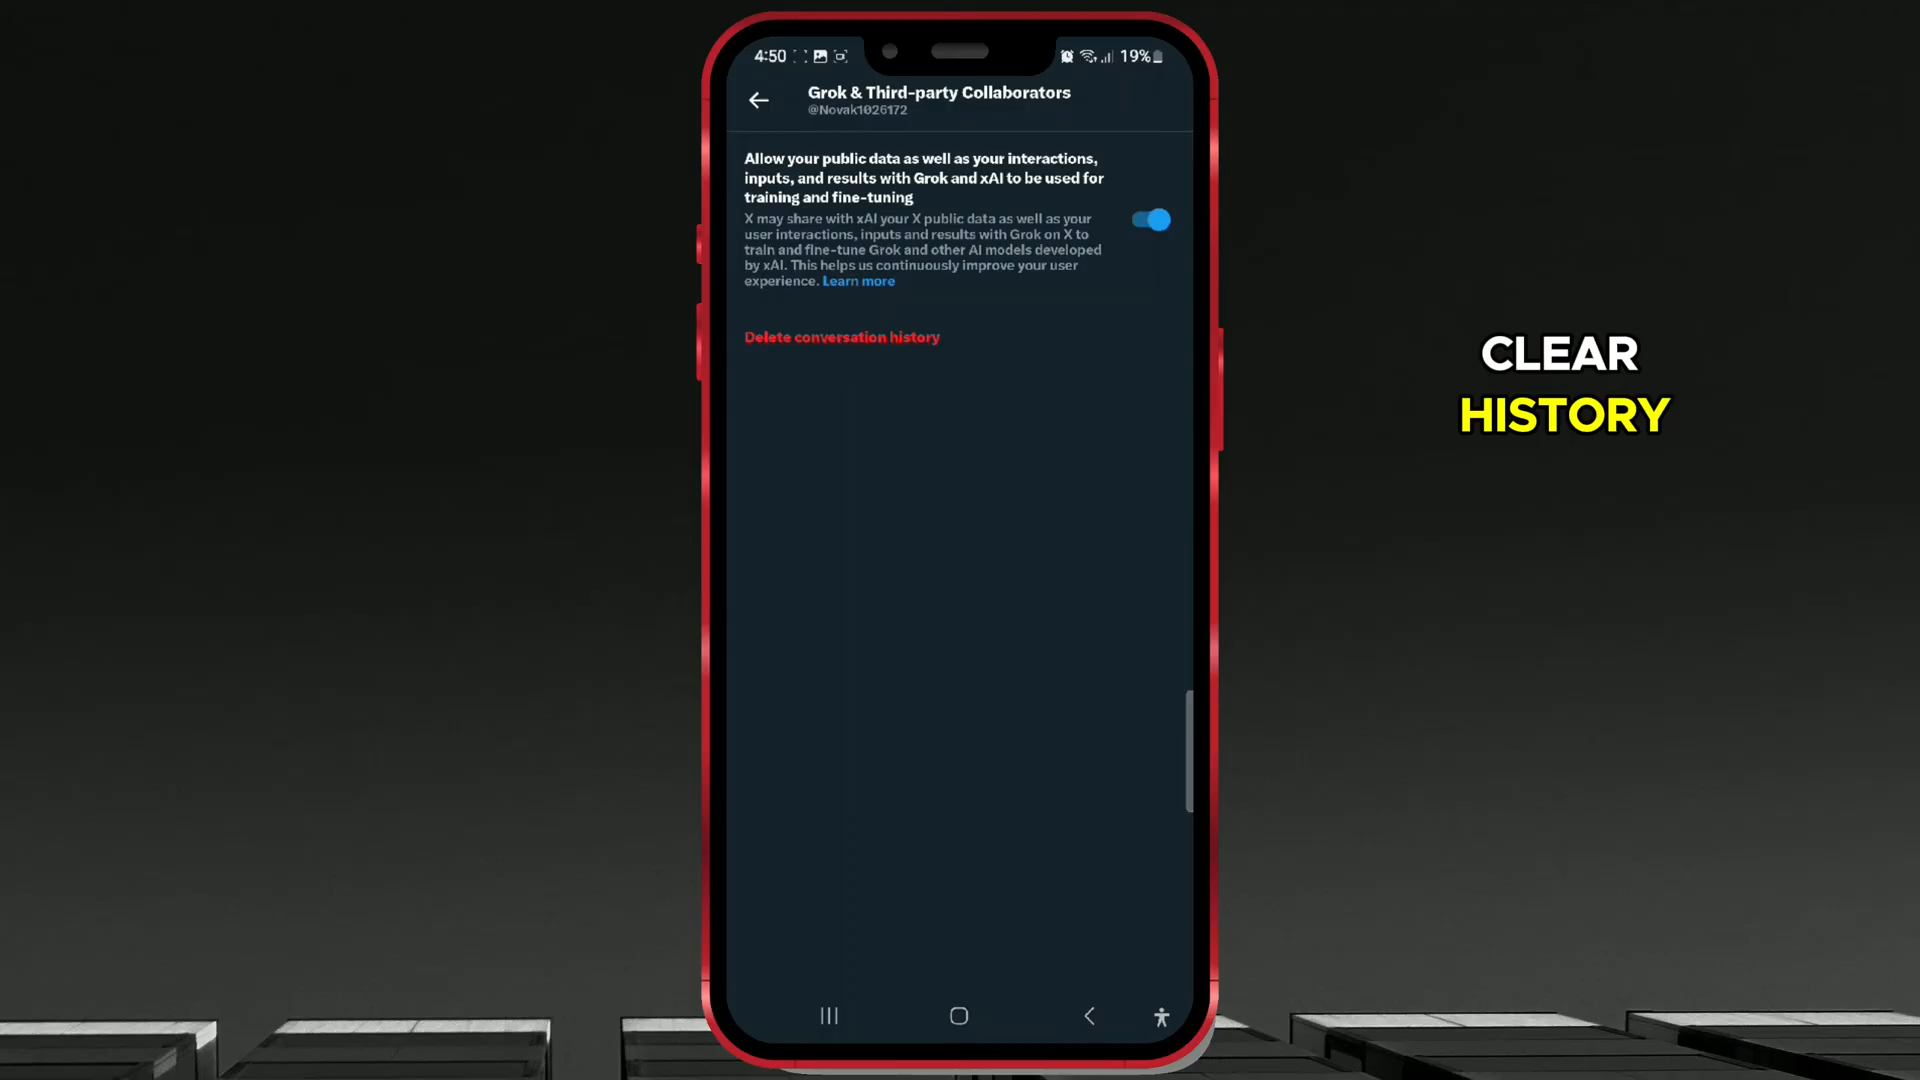 4:50
19%
Grok & Third-party Collaborators
@Novak1026172
Allow your public data as well as your interactions,
inputs, and results with Grok and xAI to be used for
training and fine-tuning
X may share with xAI your X public data as well as your
user interactions, inputs and results with Grok on X to
train and fine-tune Grok and other AI models developed
by xAI. This helps us continuously improve your user
experience. Learn more
Delete conversation history
CLEAR
HISTORY